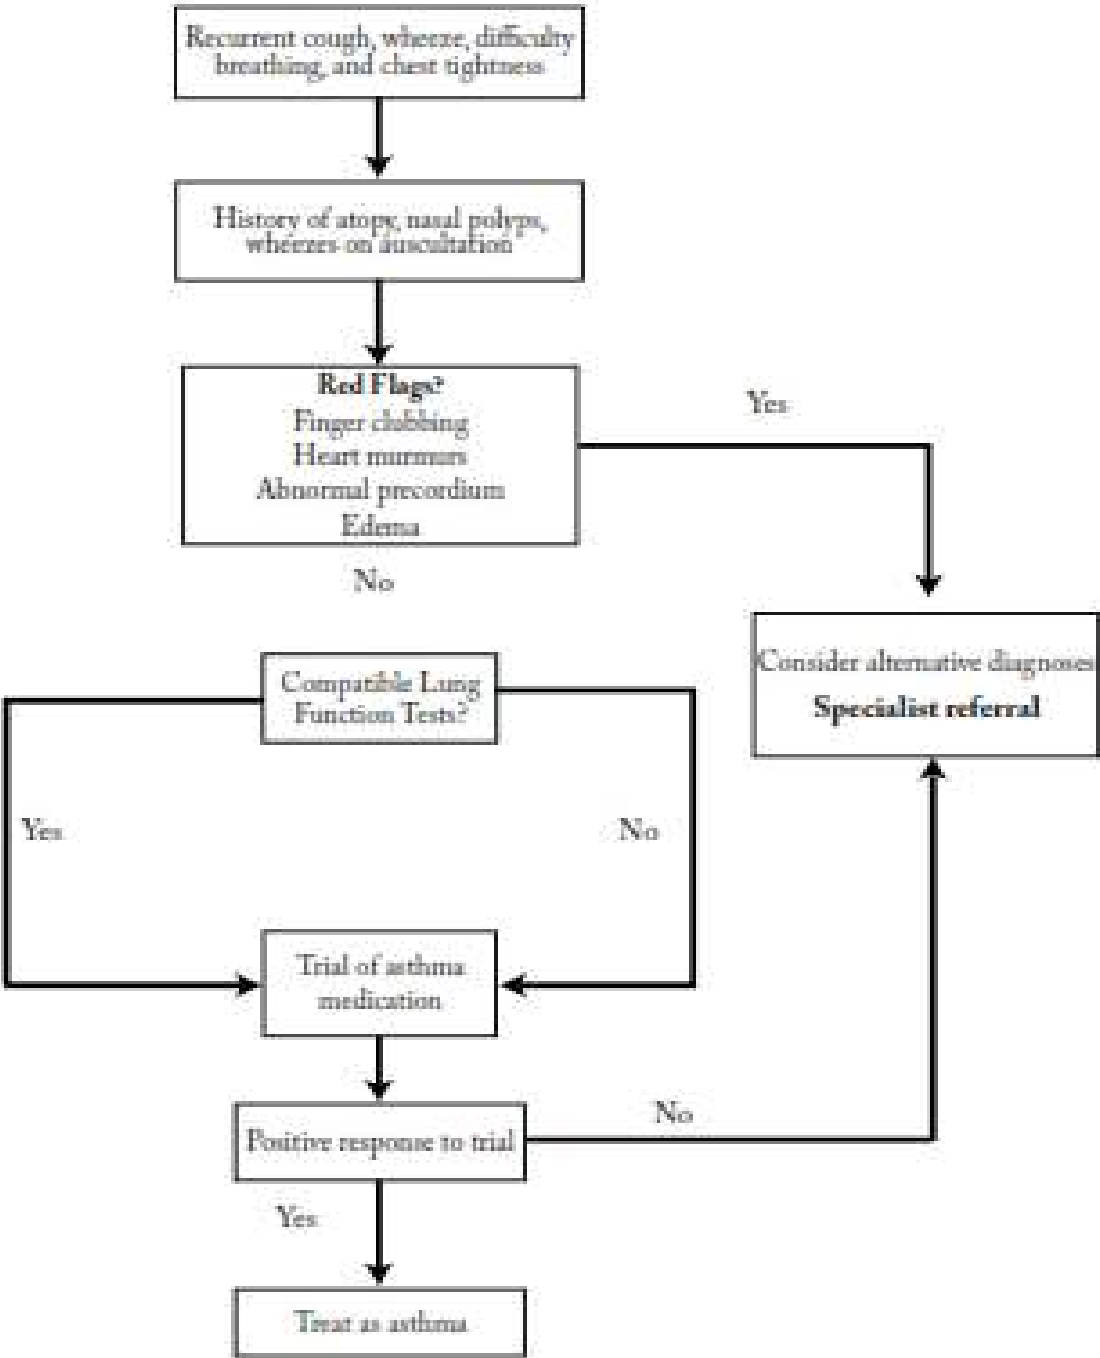 Recurrent cough, wheeze, difficulty
breathing, and chest tightness
History of atopy, nasal polyps,
wheezes on auscultation
Red Flags?
Finger clubbing
Heart murmurs
Abnormal precordium
Edema
Yes
No
Consider alternative diagnoses
Specialist referral
Compatible Lung
Function Tests?
Yes
No
Trial of asthma
medication
Positive response to trial
No
Yes
Treat as asthma